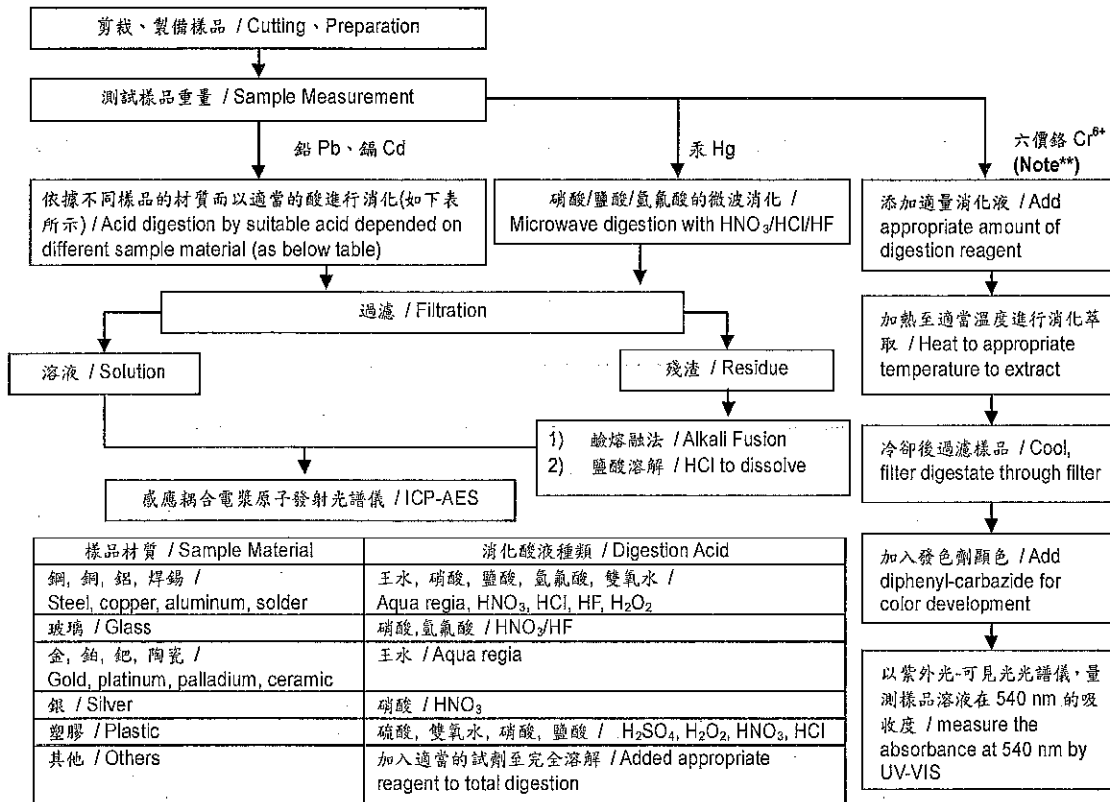 剪裁、製備樣品 / Cutting、Preparation
測試樣品重量 / Sample Measurement
鉛 Pb、鎘 Cd
汞 Hg
六價鉻 Cr⁶⁺
(Note**)
依據不同樣品的材質而以適當的酸進行消化(如下表
所示) / Acid digestion by suitable acid depended on
different sample material (as below table)
硝酸/鹽酸/氫氟酸的微波消化 /
Microwave digestion with HNO₃/HCl/HF
添加適量消化液 / Add
appropriate amount of
digestion reagent
過濾 / Filtration
加熱至適當溫度進行消化萃
取 / Heat to appropriate
temperature to extract
溶液 / Solution
殘渣 / Residue
1) 鹼熔融法 / Alkali Fusion
2) 鹽酸溶解 / HCl to dissolve
冷卻後過濾樣品 / Cool,
filter digestate through filter
感應耦合電漿原子發射光譜儀 / ICP-AES
加入發色劑顯色 / Add
diphenyl-carbazide for
color development
以紫外光-可見光光譜儀,量
測樣品溶液在 540 nm 的吸
收度 / measure the
absorbance at 540 nm by
UV-VIS
樣品材質 / Sample Material
消化酸液種類 / Digestion Acid
鋼, 銅, 鋁, 焊錫 /
Steel, copper, aluminum, solder
王水, 硝酸, 鹽酸, 氫氟酸, 雙氧水 /
Aqua regia, HNO₃, HCl, HF, H₂O₂
玻璃 / Glass
硝酸,氫氟酸 / HNO₃/HF
金, 鉑, 鈀, 陶瓷 /
Gold, platinum, palladium, ceramic
王水 / Aqua regia
銀 / Silver
硝酸 / HNO₃
塑膠 / Plastic
硫酸, 雙氧水, 硝酸, 鹽酸 / H₂SO₄, H₂O₂, HNO₃, HCl
其他 / Others
加入適當的試劑至完全溶解 / Added appropriate
reagent to total digestion